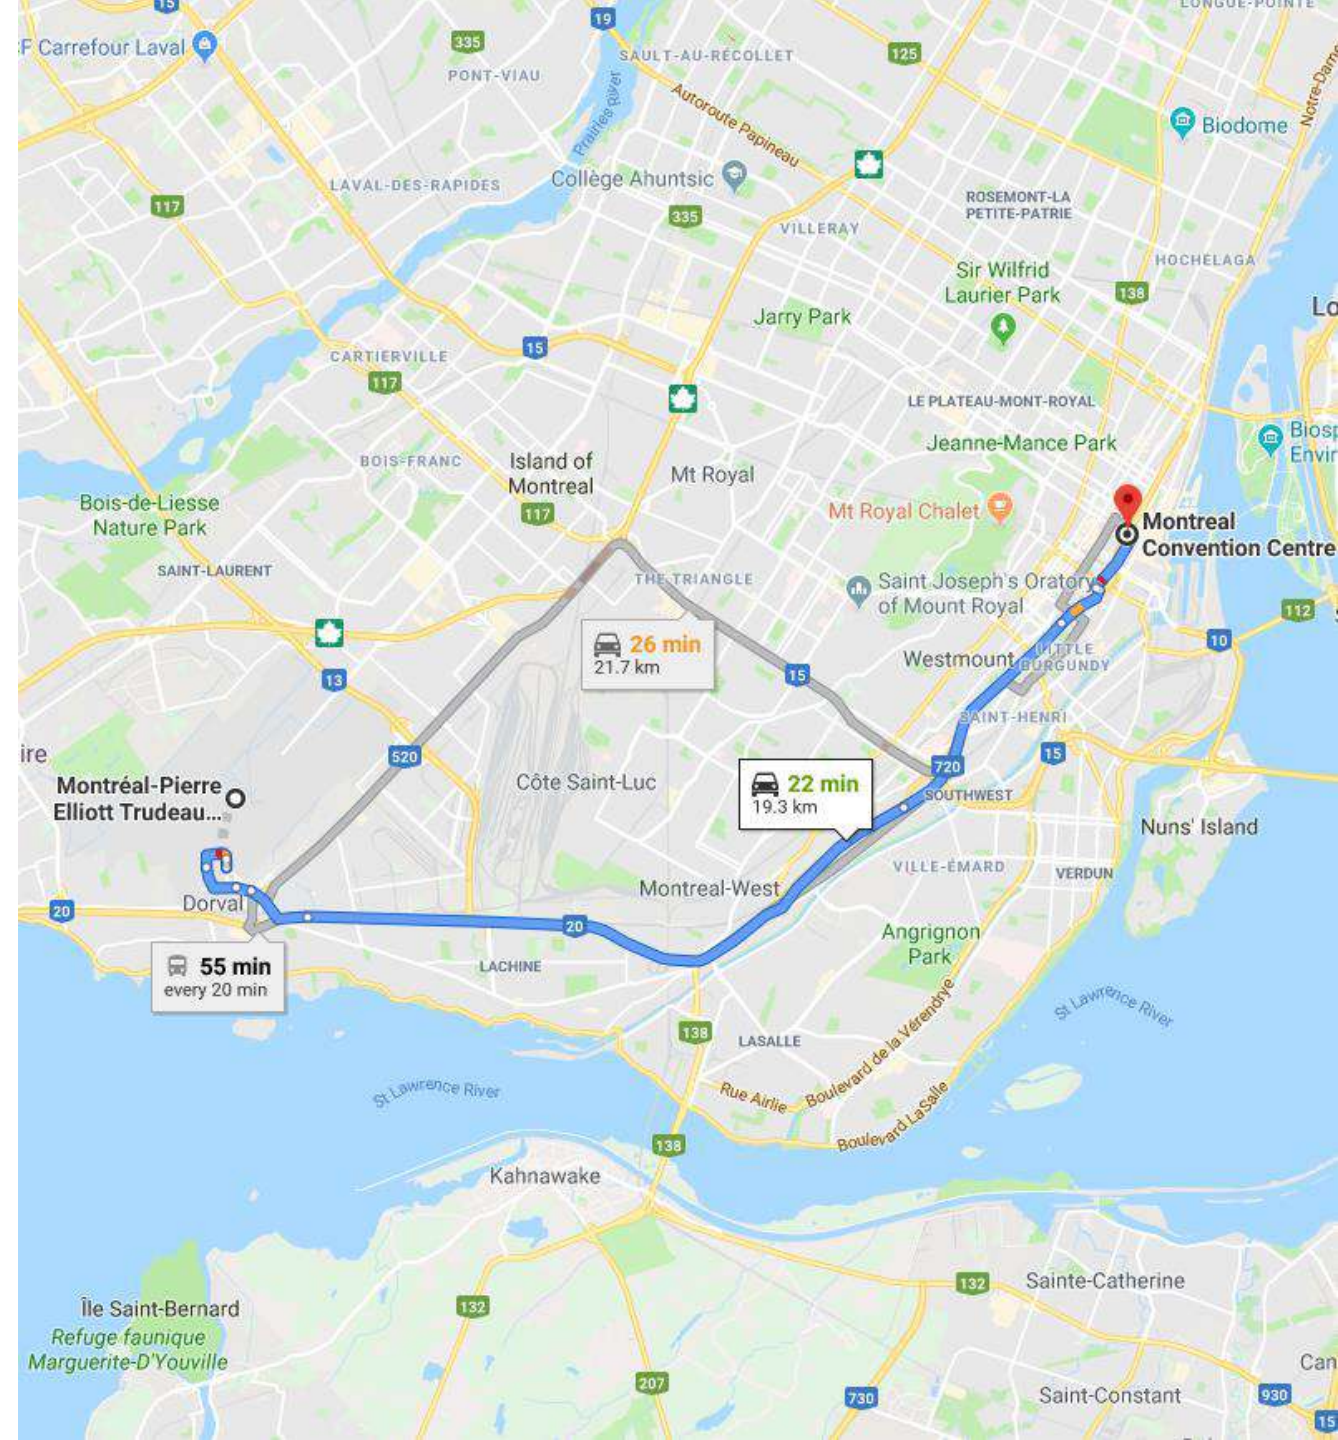 15
19
LONGUE-POINTE
F Carrefour Laval
335
PONT-VIAU
SAULT-AU-RÉCOLLET
125
Prairies River
Autoroute Papineau
Notre-Dame
Biodome
LAVAL-DES-RAPIDES
Collège Ahuntsic
117
335
VILLERAY
ROSEMONT-LA
PETITE-PATRIE
HOCHELAGA
Sir Wilfrid
Laurier Park
138
Jarry Park
15
CARTIERVILLE
117
LE PLATEAU-MONT-ROYAL
Jeanne-Mance Park
BOIS-FRANC
Island of
Montreal
117
Mt Royal
Bois-de-Liesse
Nature Park
Mt Royal Chalet
Montreal
Convention Centre
SAINT-LAURENT
THE TRIANGLE
Saint Joseph's Oratory
of Mount Royal
112
26 min
21.7 km
10
Westmount
LITTLE
BURGUNDY
13
15
SAINT-HENRI
520
720
15
Côte Saint-Luc
22 min
19.3 km
SOUTHWEST
Montréal-Pierre
Elliott Trudeau...
Nuns' Island
VILLE-ÉMARD
VERDUN
Montreal-West
Dorval
20
20
Angrignon
Park
55 min
every 20 min
LACHINE
138
LASALLE
St Lawrence River
St Lawrence River
Rue Airlie
Boulevard de la Vérendrye
Boulevard LaSalle
138
Kahnawake
132
Sainte-Catherine
Île Saint-Bernard
Refuge faunique
Marguerite-D'Youville
132
207
730
Saint-Constant
930
15